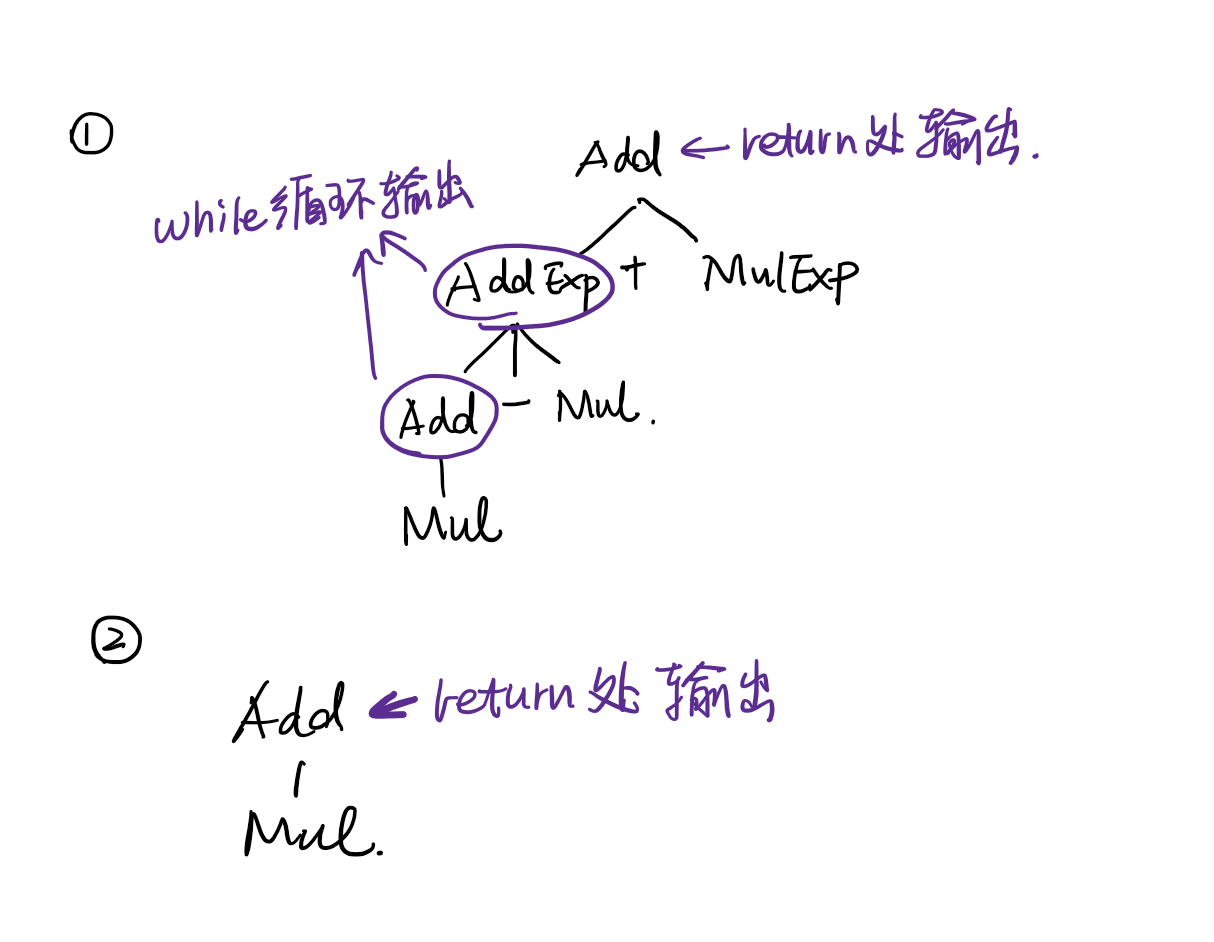 ①
Add ← return处输出.
while循环输出
AddExp + MulExp
Add - Mul.
Mul
②
Add ← return处输出
Mul.